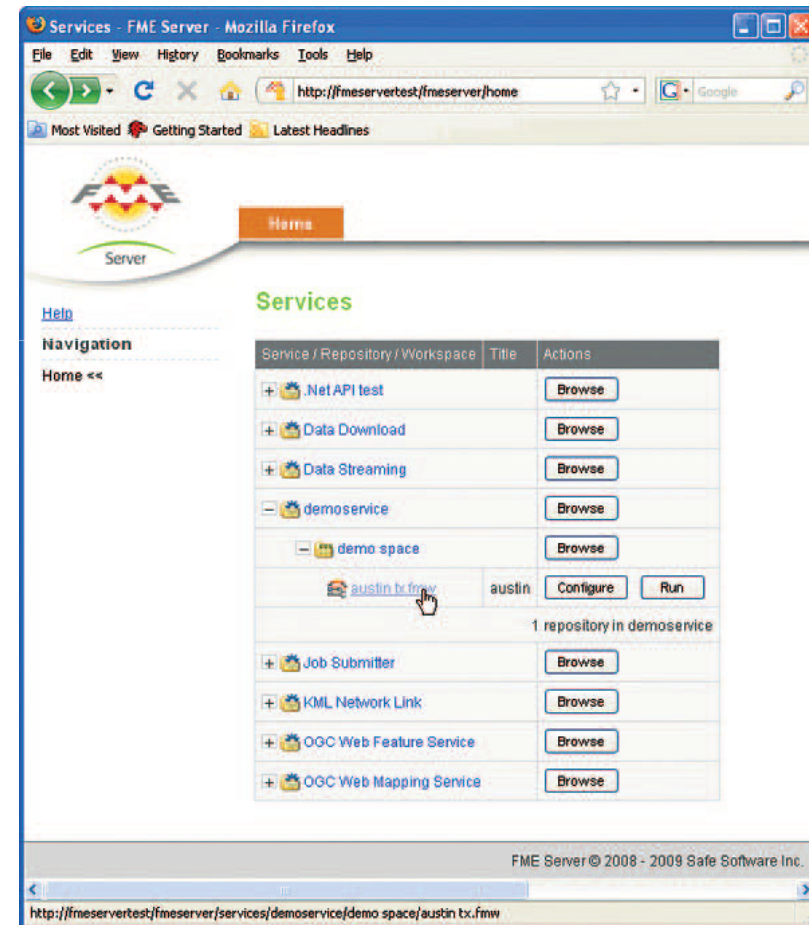 Services - FME Server - Mozilla Firefox
File Edit View History Bookmarks Tools Help
http://fmeservertest/fmeserver/home
Google
Most Visited Getting Started Latest Headlines
FME
Server
Home
Help
Navigation
Home <<
Services
Service / Repository / Workspace Title Actions
.Net API test Browse
Data Download Browse
Data Streaming Browse
demoservice Browse
demo space Browse
austin tx.fmw austin Configure Run
1 repository in demoservice
Job Submitter Browse
KML Network Link Browse
OGC Web Feature Service Browse
OGC Web Mapping Service Browse
FME Server © 2008 - 2009 Safe Software Inc.
http://fmeservertest/fmeserver/services/demoservice/demo space/austin tx.fmw